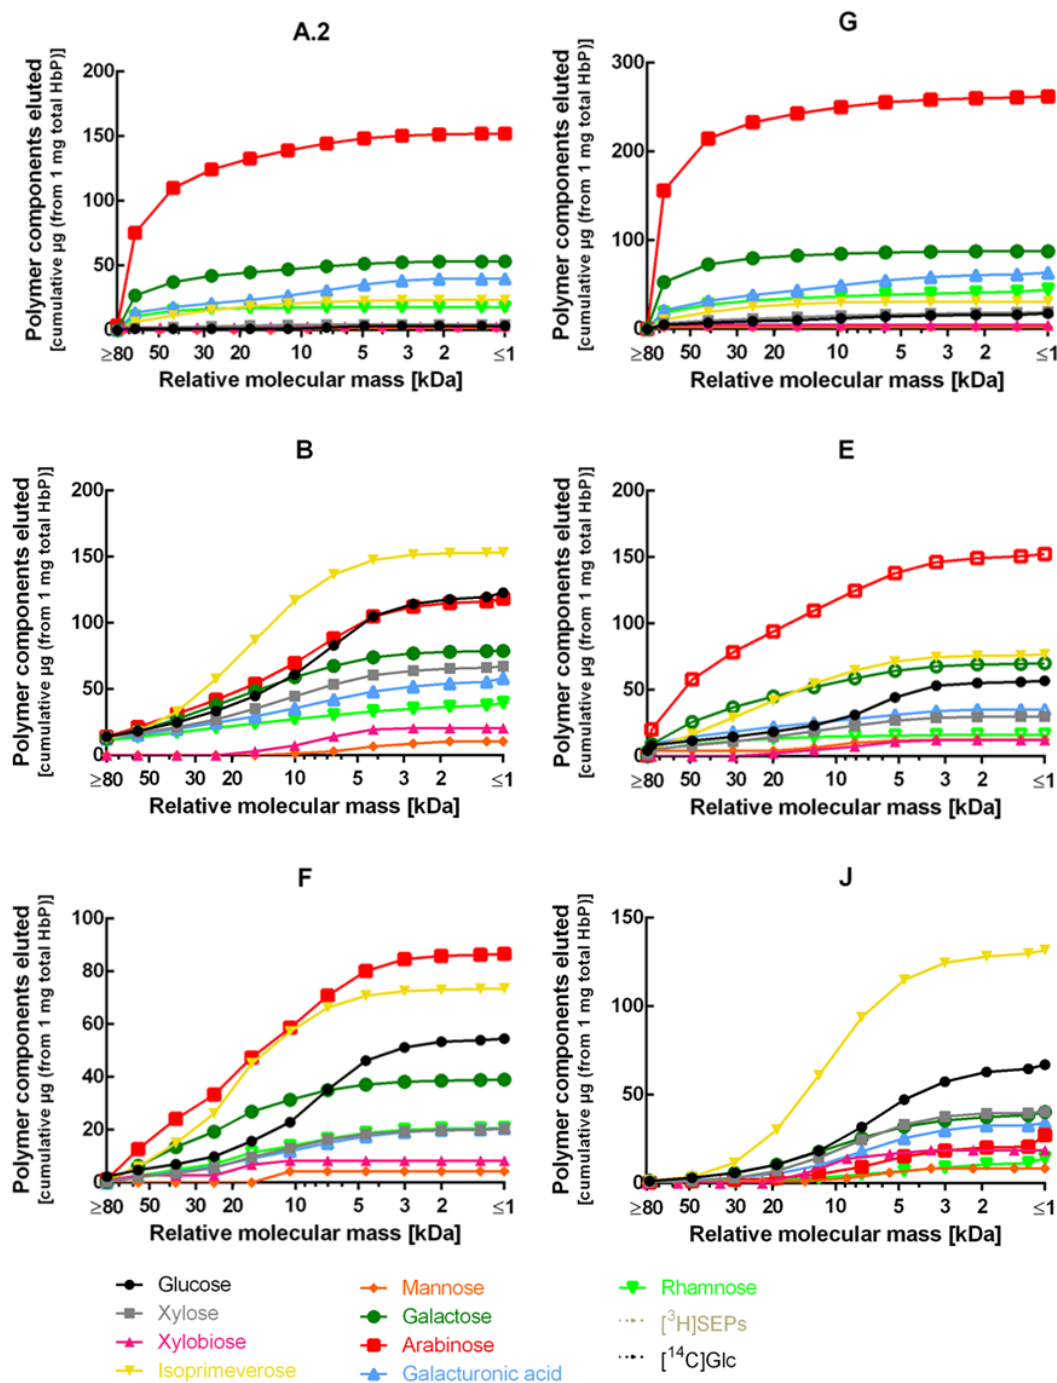 A.2
Polymer components eluted
[cumulative µg (from 1 mg total HbP)]
200
150
100
50
0
≥80 50 30 20 10 5 3 2 ≤1
Relative molecular mass [kDa]
G
Polymer components eluted
[cumulative µg (from 1 mg total HbP)]
300
200
100
0
≥80 50 30 20 10 5 3 2 ≤1
Relative molecular mass [kDa]
B
Polymer components eluted
[cumulative µg (from 1 mg total HbP)]
200
150
100
50
0
≥80 50 30 20 10 5 3 2 ≤1
Relative molecular mass [kDa]
E
Polymer components eluted
[cumulative µg (from 1 mg total HbP)]
200
150
100
50
0
≥80 50 30 20 10 5 3 2 ≤1
Relative molecular mass [kDa]
F
Polymer components eluted
[cumulative µg (from 1 mg total HbP)]
100
80
60
40
20
0
≥80 50 30 20 10 5 3 2 ≤1
Relative molecular mass [kDa]
J
Polymer components eluted
[cumulative µg (from 1 mg total HbP)]
150
100
50
0
≥80 50 30 20 10 5 3 2 ≤1
Relative molecular mass [kDa]
Glucose
Xylose
Xylobiose
Isoprimeverose
Mannose
Galactose
Arabinose
Galacturonic acid
Rhamnose
[³H]SEPs
[¹⁴C]Glc